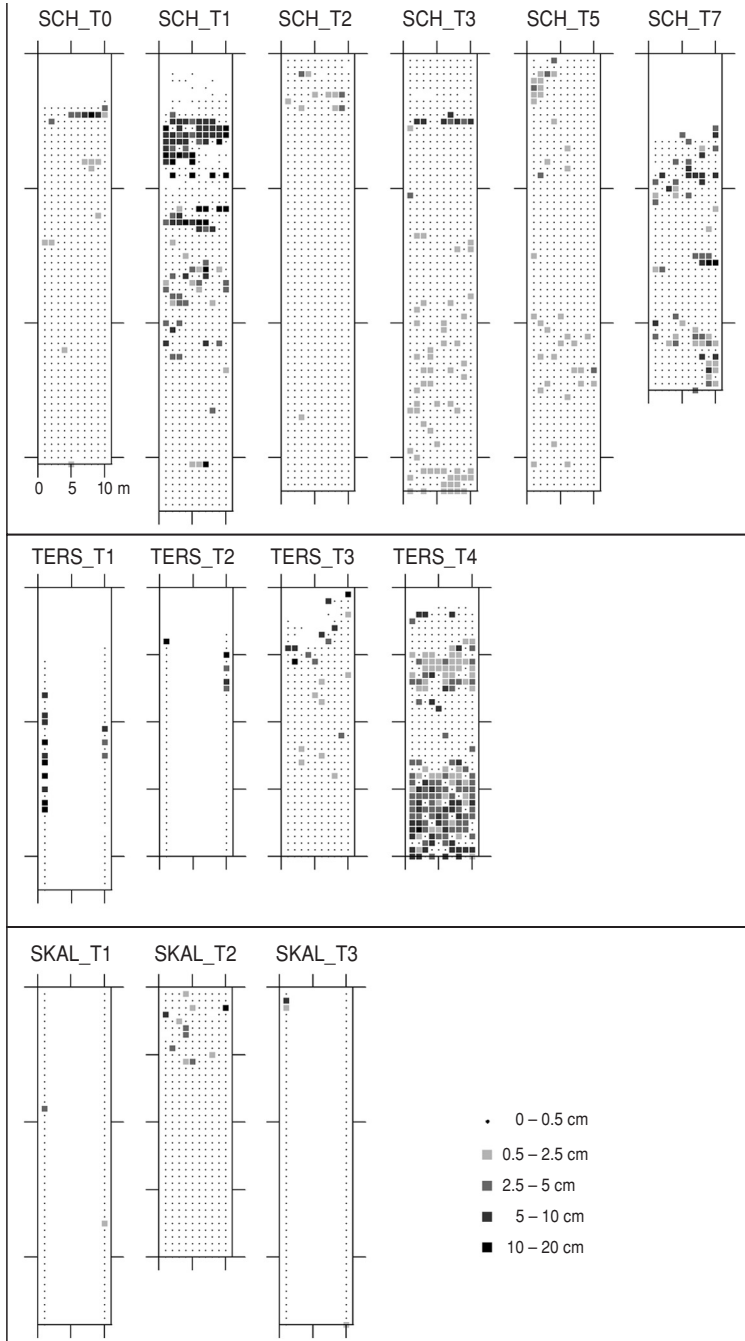 SCH_T0 SCH_T1 SCH_T2 SCH_T3 SCH_T5 SCH_T7
0 5 10 m
TERS_T1 TERS_T2 TERS_T3 TERS_T4
SKAL_T1 SKAL_T2 SKAL_T3
0 – 0.5 cm
0.5 – 2.5 cm
2.5 – 5 cm
5 – 10 cm
10 – 20 cm